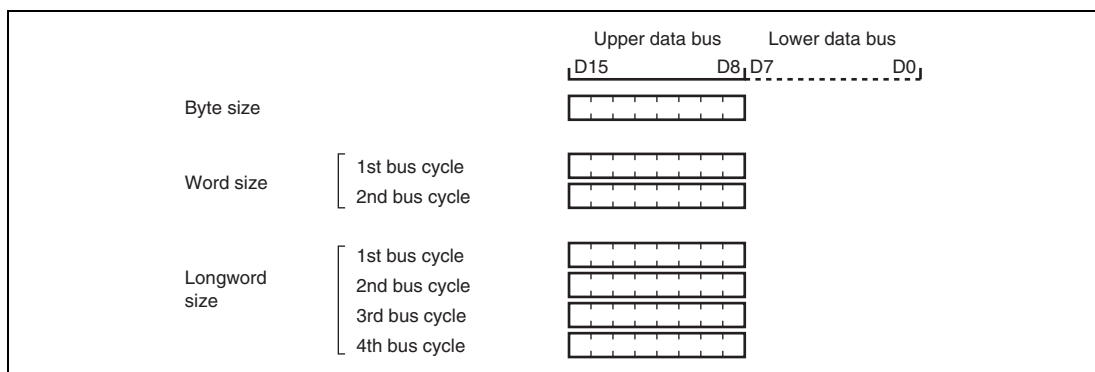 Upper data bus Lower data bus
D15 D8 D7 D0
Byte size
Word size
1st bus cycle
2nd bus cycle
Longword
size
1st bus cycle
2nd bus cycle
3rd bus cycle
4th bus cycle